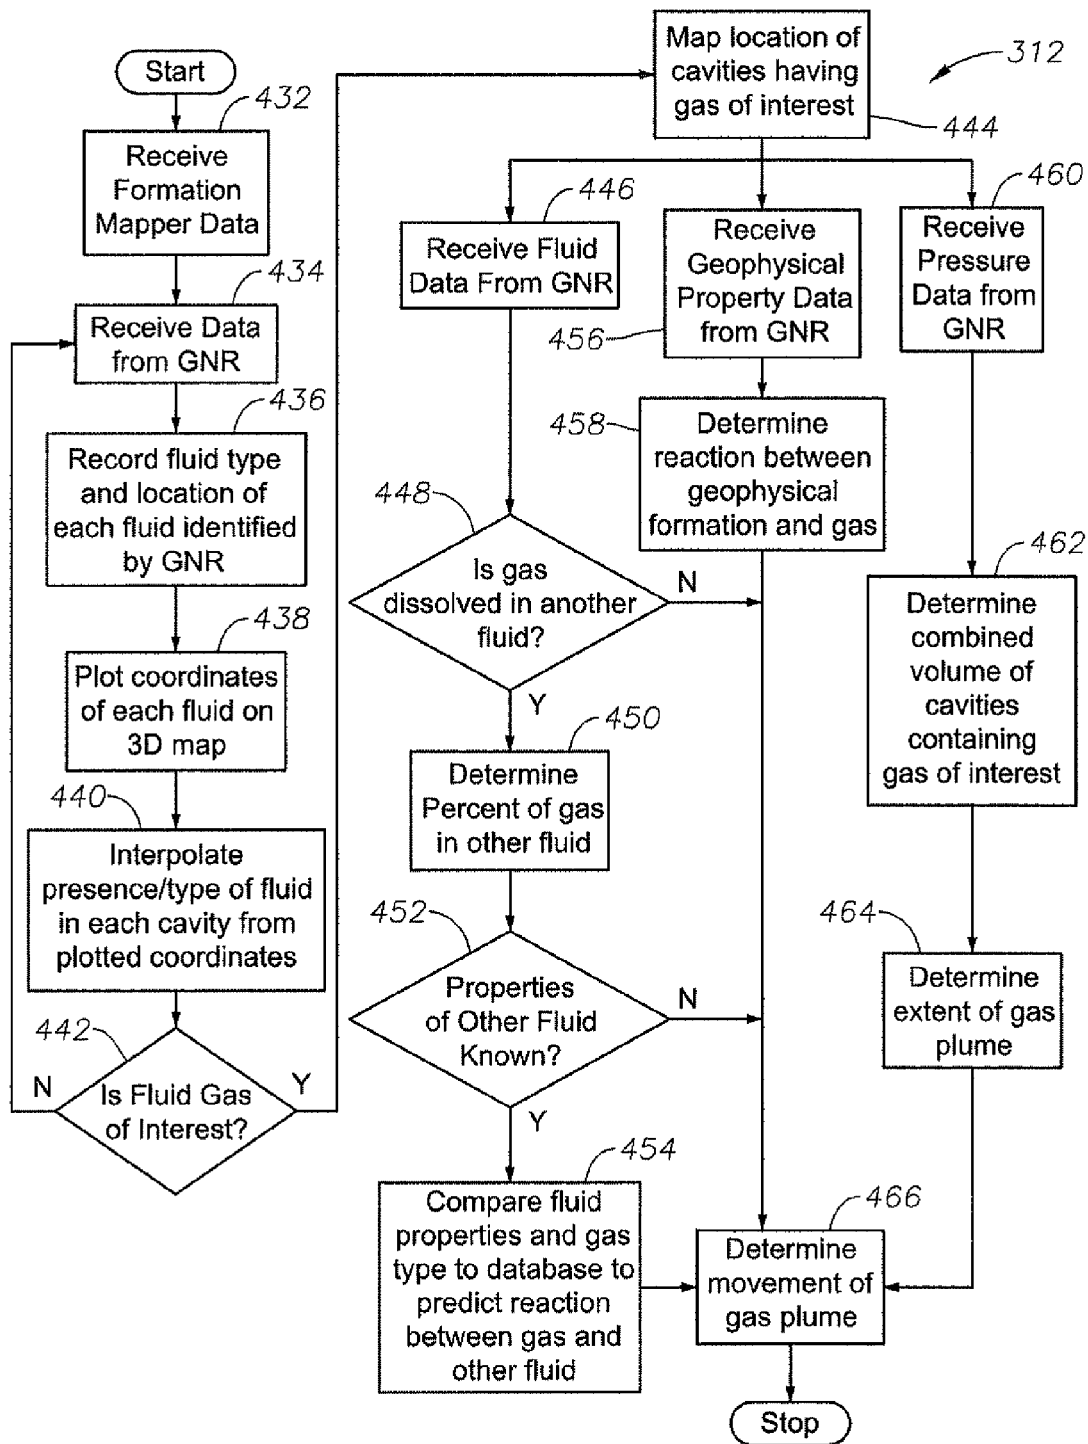 Start
432
Receive
Formation
Mapper Data
434
Receive Data
from GNR
436
Record fluid type
and location of
each fluid identified
by GNR
438
Plot coordinates
of each fluid on
3D map
440
Interpolate
presence/type of fluid
in each cavity from
plotted coordinates
442
Is Fluid Gas
of Interest?
N
Y
312
Map location of
cavities having
gas of interest
444
446
Receive Fluid
Data From GNR
448
Is gas
dissolved in another
fluid?
N
Y
450
Determine
Percent of gas
in other fluid
452
Properties
of Other Fluid
Known?
N
Y
454
Compare fluid
properties and gas
type to database to
predict reaction
between gas and
other fluid
Receive
Geophysical
Property Data
from GNR
456
458
Determine
reaction between
geophysical
formation and gas
460
Receive
Pressure
Data from
GNR
462
Determine
combined
volume of
cavities
containing
gas of interest
464
Determine
extent of gas
plume
466
Determine
movement of
gas plume
Stop